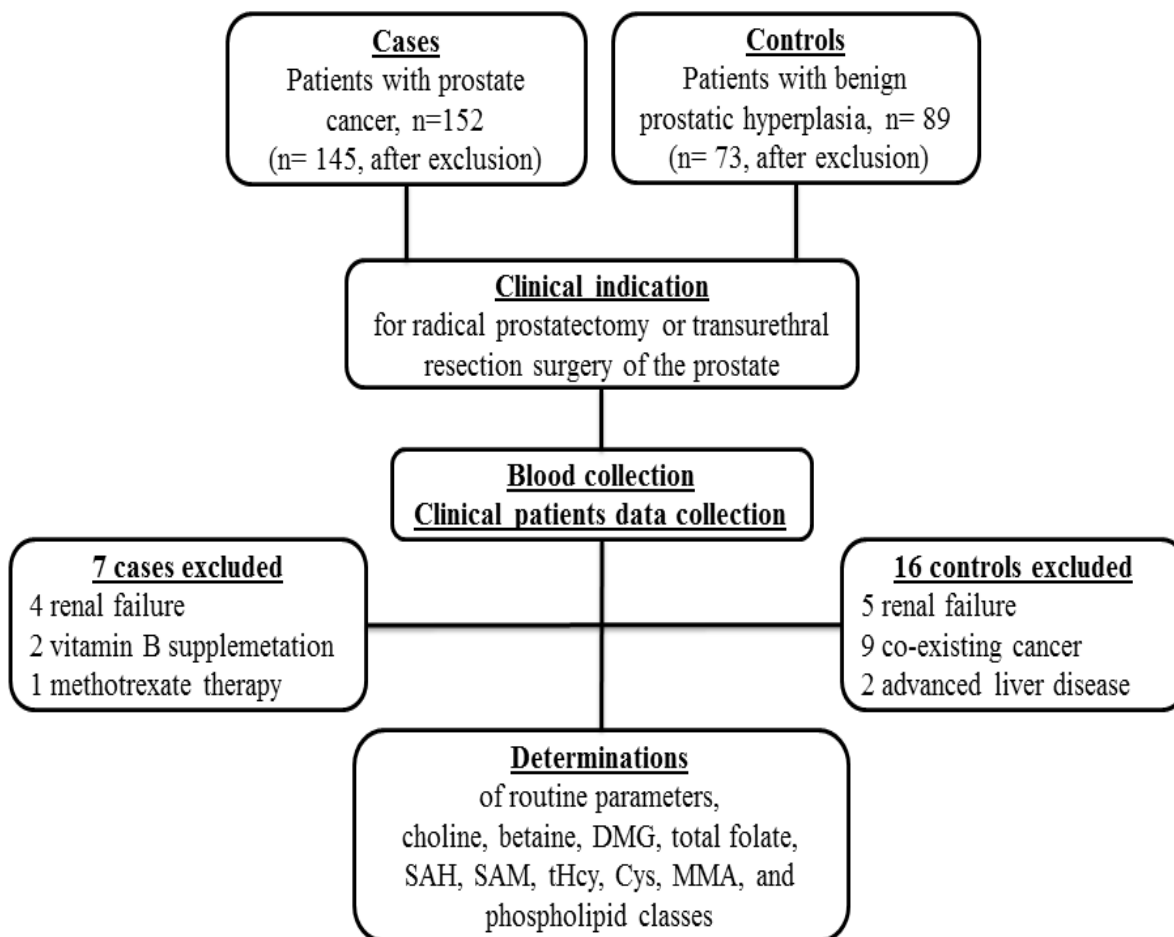 Cases
Patients with prostate
cancer, n=152
(n= 145, after exclusion)
Controls
Patients with benign
prostatic hyperplasia, n= 89
(n= 73, after exclusion)
Clinical indication
for radical prostatectomy or transurethral
resection surgery of the prostate
Blood collection
Clinical patients data collection
7 cases excluded
4 renal failure
2 vitamin B supplemetation
1 methotrexate therapy
16 controls excluded
5 renal failure
9 co-existing cancer
2 advanced liver disease
Determinations
of routine parameters,
choline, betaine, DMG, total folate,
SAH, SAM, tHcy, Cys, MMA, and
phospholipid classes